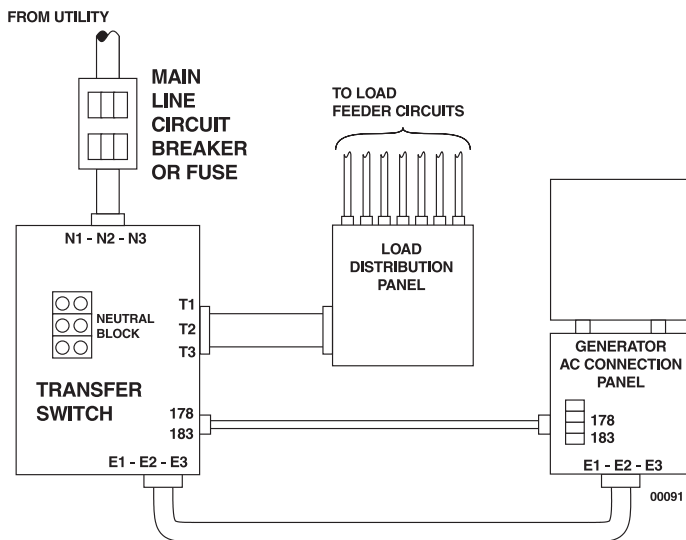 FROM UTILITY
MAIN
LINE
CIRCUIT
BREAKER
OR FUSE
TO LOAD
FEEDER CIRCUITS
N1 - N2 - N3
NEUTRAL
BLOCK
T1
T2
T3
LOAD
DISTRIBUTION
PANEL
TRANSFER
SWITCH
178
183
E1 - E2 - E3
GENERATOR
AC CONNECTION
PANEL
178
183
E1 - E2 - E3
00091